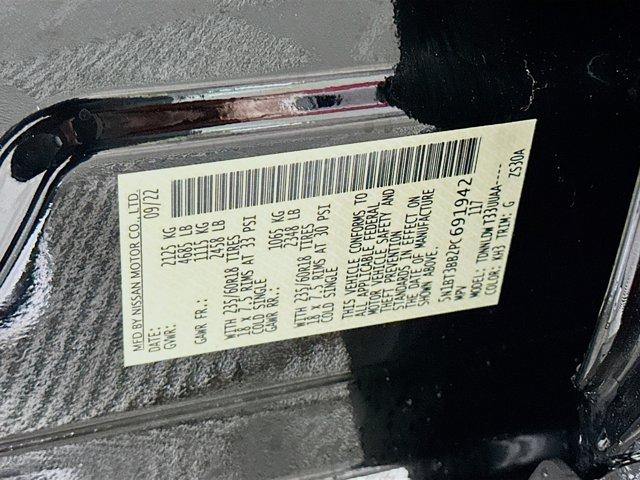 MFD BY NISSAN MOTOR CO., LTD.
DATE: 09/22
GVWR: 2125 KG
4685 LB
GAWR FR.: 1115 KG
2458 LB
WITH 235/60R18 TIRES
18 X 7.5 RIMS AT 33 PSI
COLD SINGLE
GAWR RR.: 1065 KG
2348 LB
WITH 235/60R18 TIRES
18 X 7.5 RIMS AT 30 PSI
COLD SINGLE
THIS VEHICLE CONFORMS TO
ALL APPLICABLE FEDERAL
MOTOR VEHICLE SAFETY AND
THEFT PREVENTION
STANDARDS IN EFFECT ON
THE DATE OF MANUFACTURE
SHOWN ABOVE.
5N1BT3BB2PC691942
MPV 117
MODEL: TDNNLDWT33UUMA----
COLOR: KH3 TRIM: G ZS30A